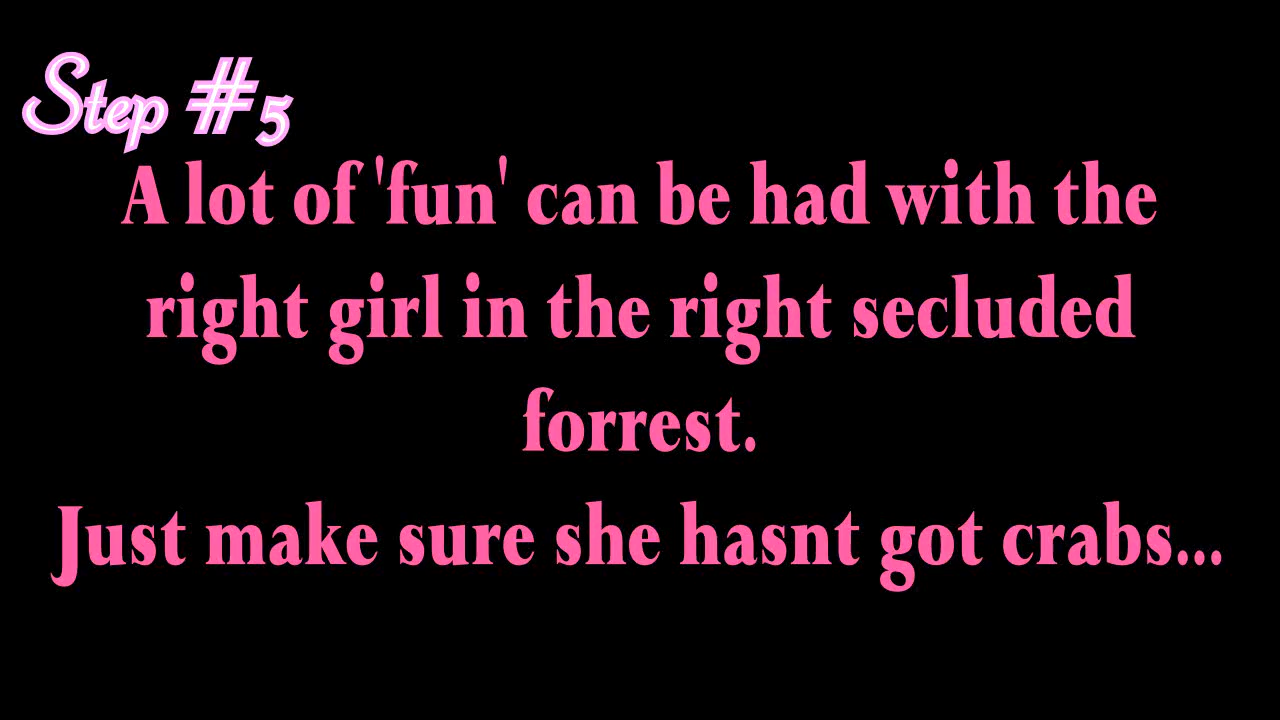 Step #5
A lot of 'fun' can be had with the
right girl in the right secluded
forrest.
Just make sure she hasnt got crabs...